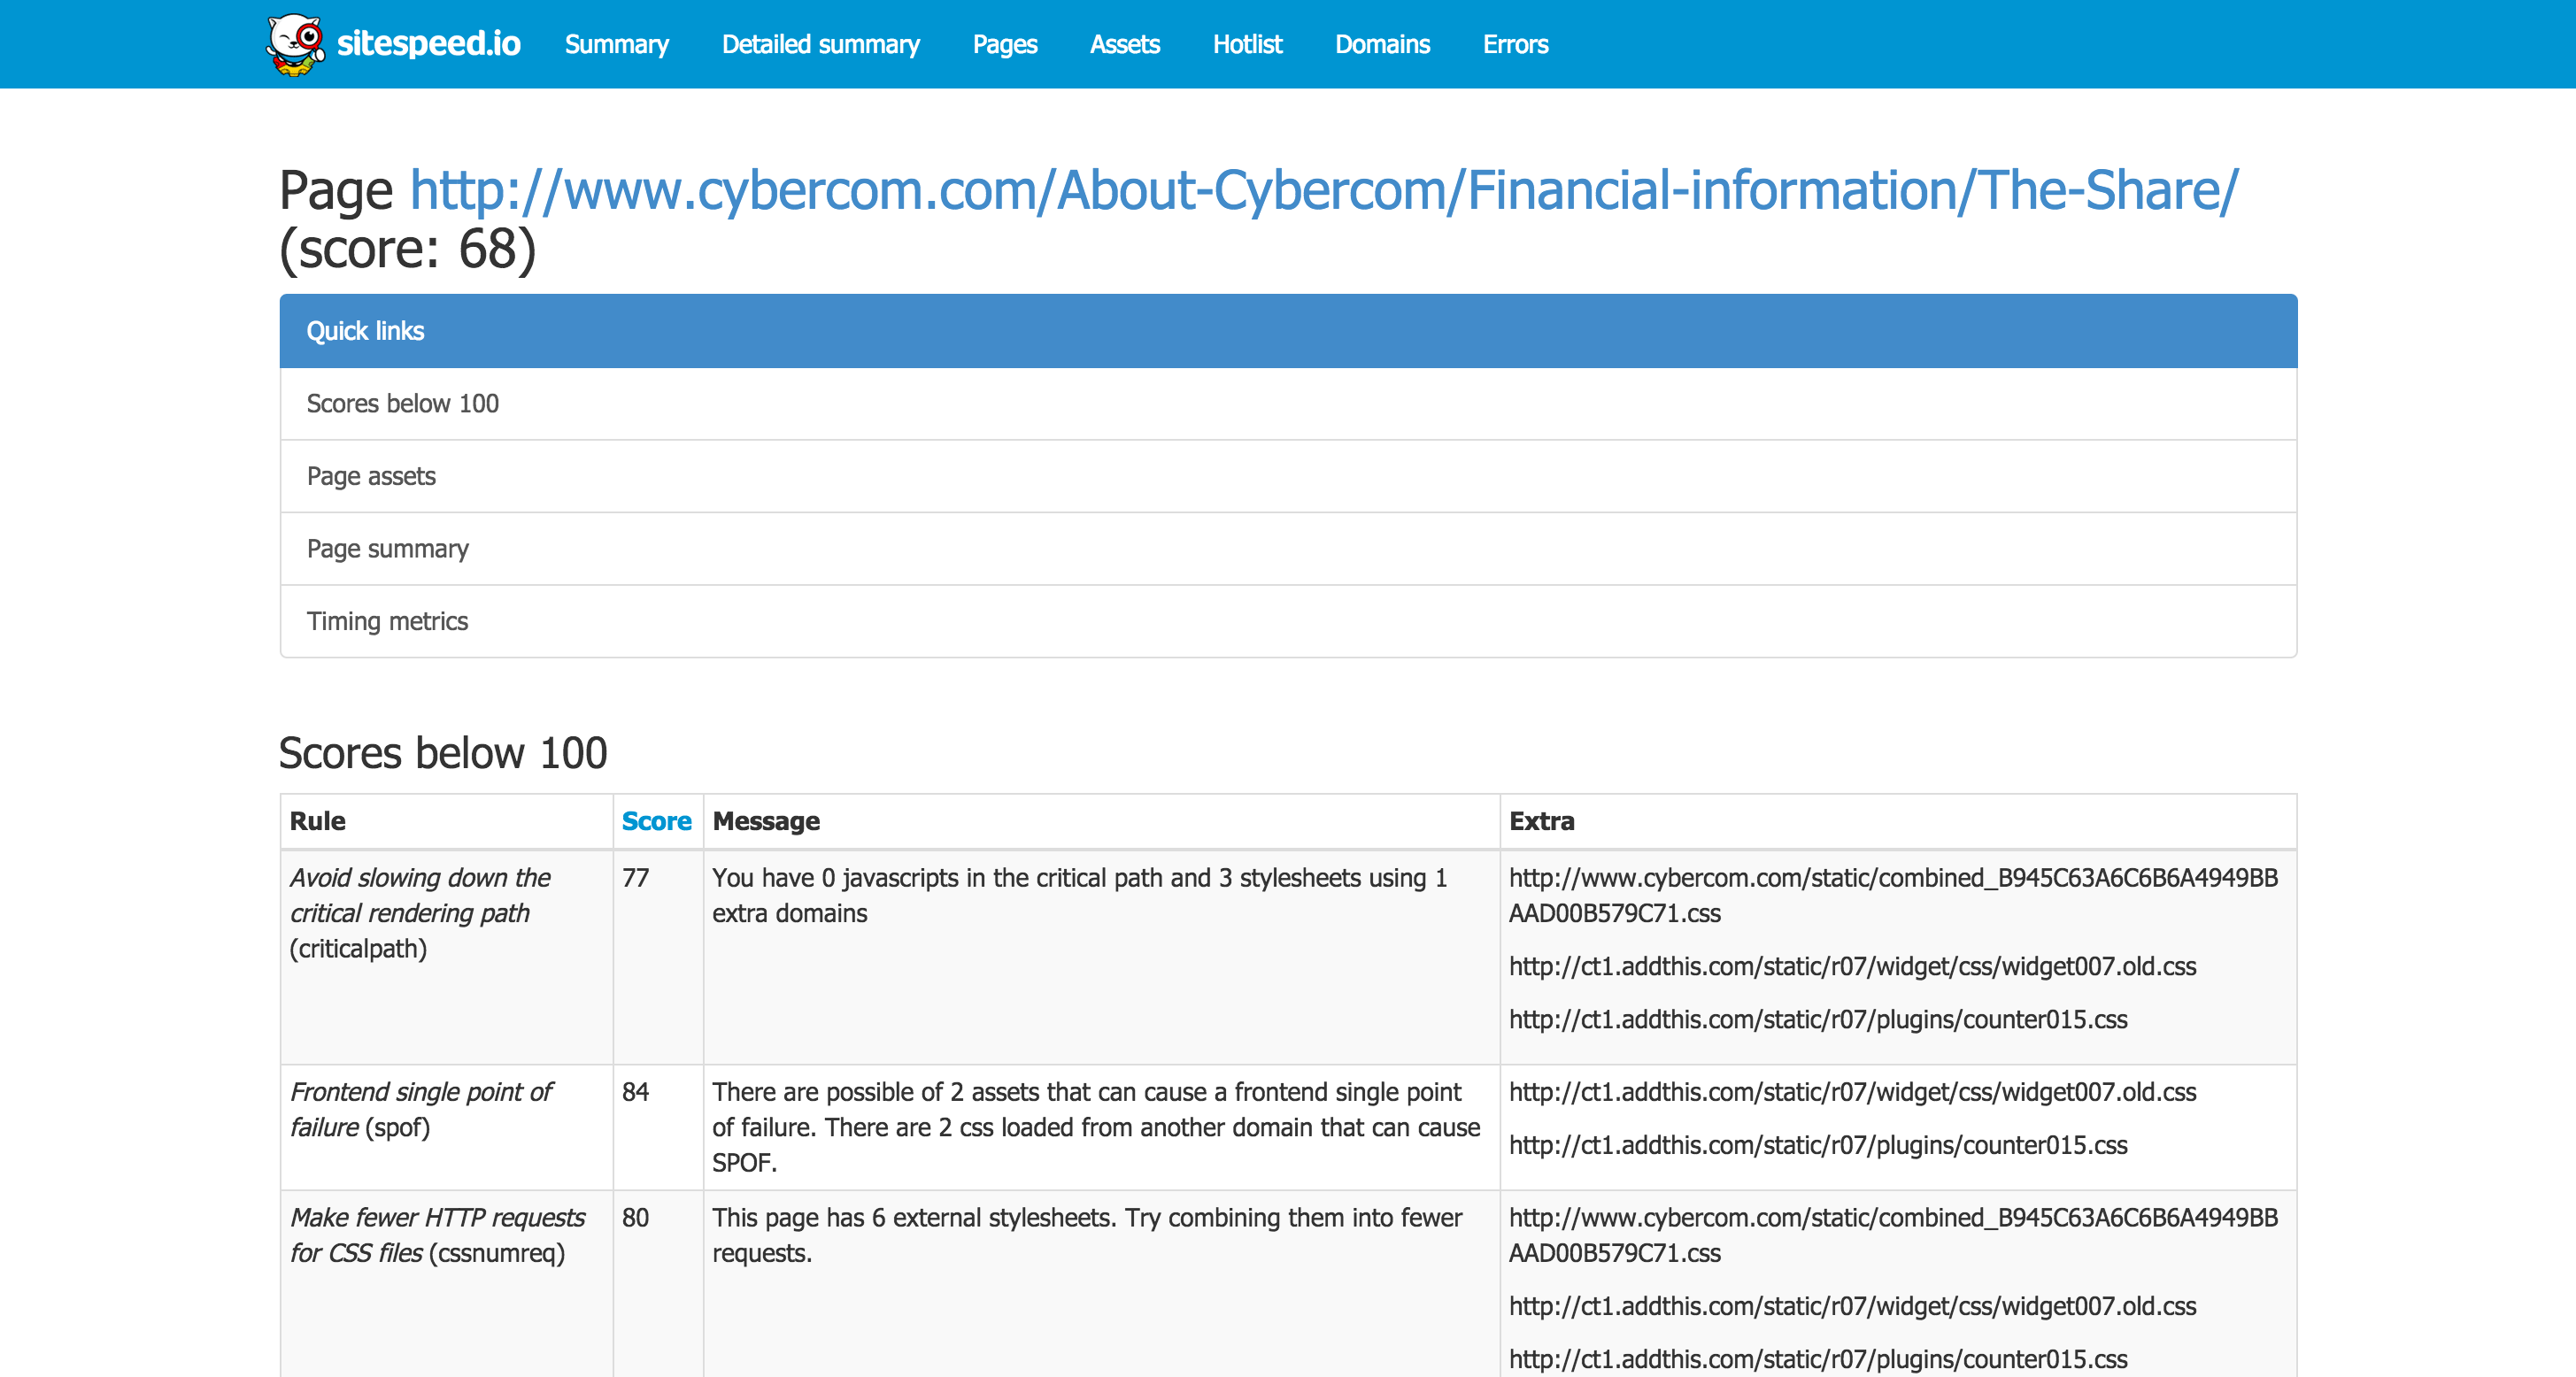 sitespeed.io Summary Detailed summary Pages Assets Hotlist Domains Errors
Page http://www.cybercom.com/About-Cybercom/Financial-information/The-Share/
(score: 68)
Quick links
Scores below 100
Page assets
Page summary
Timing metrics
Scores below 100
Rule Score Message Extra
Avoid slowing down the
critical rendering path
(criticalpath)
77
You have 0 javascripts in the critical path and 3 stylesheets using 1
extra domains
http://www.cybercom.com/static/combined_B945C63A6C6B6A4949BB
AAD00B579C71.css
http://ct1.addthis.com/static/r07/widget/css/widget007.old.css
http://ct1.addthis.com/static/r07/plugins/counter015.css
Frontend single point of
failure (spof)
84
There are possible of 2 assets that can cause a frontend single point
of failure. There are 2 css loaded from another domain that can cause
SPOF.
http://ct1.addthis.com/static/r07/widget/css/widget007.old.css
http://ct1.addthis.com/static/r07/plugins/counter015.css
Make fewer HTTP requests
for CSS files (cssnumreq)
80
This page has 6 external stylesheets. Try combining them into fewer
requests.
http://www.cybercom.com/static/combined_B945C63A6C6B6A4949BB
AAD00B579C71.css
http://ct1.addthis.com/static/r07/widget/css/widget007.old.css
http://ct1.addthis.com/static/r07/plugins/counter015.css